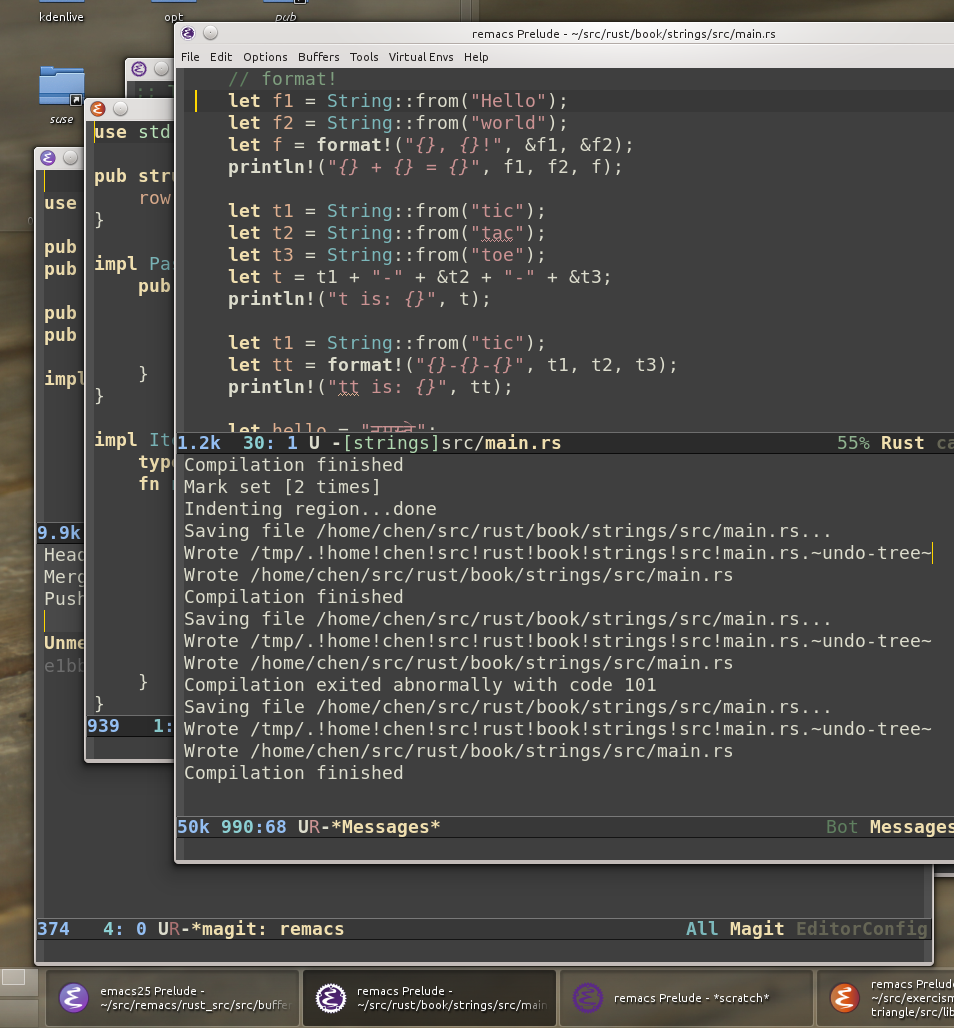 kdenlive
opt
pub
suse
remacs Prelude - ~/src/rust/book/strings/src/main.rs
File Edit Options Buffers Tools Virtual Envs Help
// format!
let f1 = String::from("Hello");
let f2 = String::from("world");
let f = format!("{}, {}!", &f1, &f2);
println!("{} + {} = {}", f1, f2, f);
let t1 = String::from("tic");
let t2 = String::from("tac");
let t3 = String::from("toe");
let t = t1 + "-" + &t2 + "-" + &t3;
println!("t is: {}", t);
let t1 = String::from("tic");
let tt = format!("{}-{}-{}", t1, t2, t3);
println!("tt is: {}", tt);
let hello = "नमस्ते";
1.2k 30: 1 U -[strings]src/main.rs 55% Rust ca
Compilation finished
Mark set [2 times]
Indenting region...done
Saving file /home/chen/src/rust/book/strings/src/main.rs...
Wrote /tmp/.!home!chen!src!rust!book!strings!src!main.rs.~undo-tree~
Wrote /home/chen/src/rust/book/strings/src/main.rs
Compilation finished
Saving file /home/chen/src/rust/book/strings/src/main.rs...
Wrote /tmp/.!home!chen!src!rust!book!strings!src!main.rs.~undo-tree~
Wrote /home/chen/src/rust/book/strings/src/main.rs
Compilation exited abnormally with code 101
Saving file /home/chen/src/rust/book/strings/src/main.rs...
Wrote /tmp/.!home!chen!src!rust!book!strings!src!main.rs.~undo-tree~
Wrote /home/chen/src/rust/book/strings/src/main.rs
Compilation finished
50k 990:68 UR-*Messages* Bot Messages
use std
pub stru
row
}
impl Pas
pub
}
}
impl Ite
type
fn
}
}
939 1:
use
pub
pub
pub
pub
impl
9.9k
Head
Merg
Push
Unme
e1bb
374 4: 0 UR-*magit: remacs All Magit EditorConfig
emacs25 Prelude -
~/src/remacs/rust_src/src/buffe
remacs Prelude -
~/src/rust/book/strings/src/main
remacs Prelude - *scratch*
remacs Prelude
~/src/exercism
triangle/src/lib